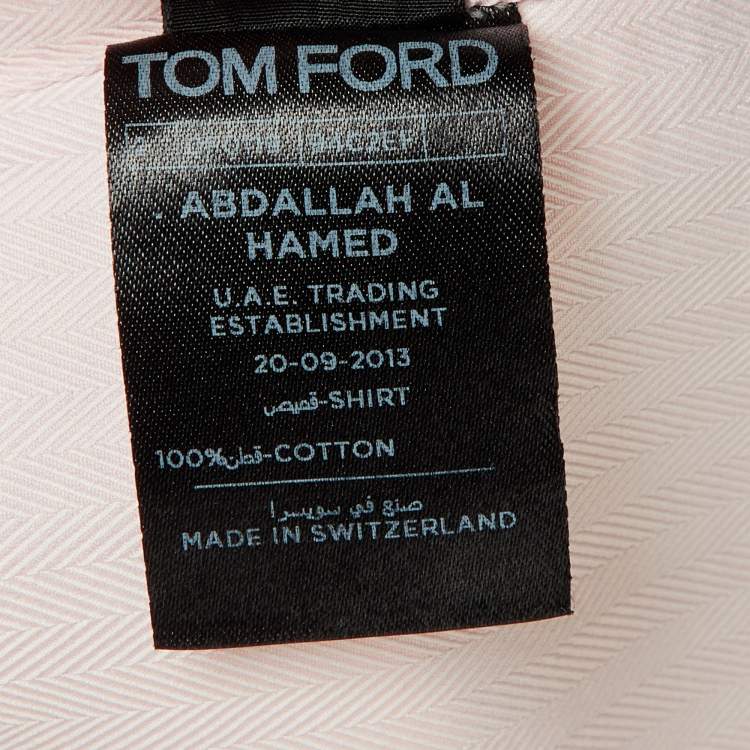 TOM FORD
94C2EP
. ABDALLAH AL
HAMED
U.A.E. TRADING
ESTABLISHMENT
20-09-2013
قميص-SHIRT
100%قطن-COTTON
صنع في سويسرا
MADE IN SWITZERLAND